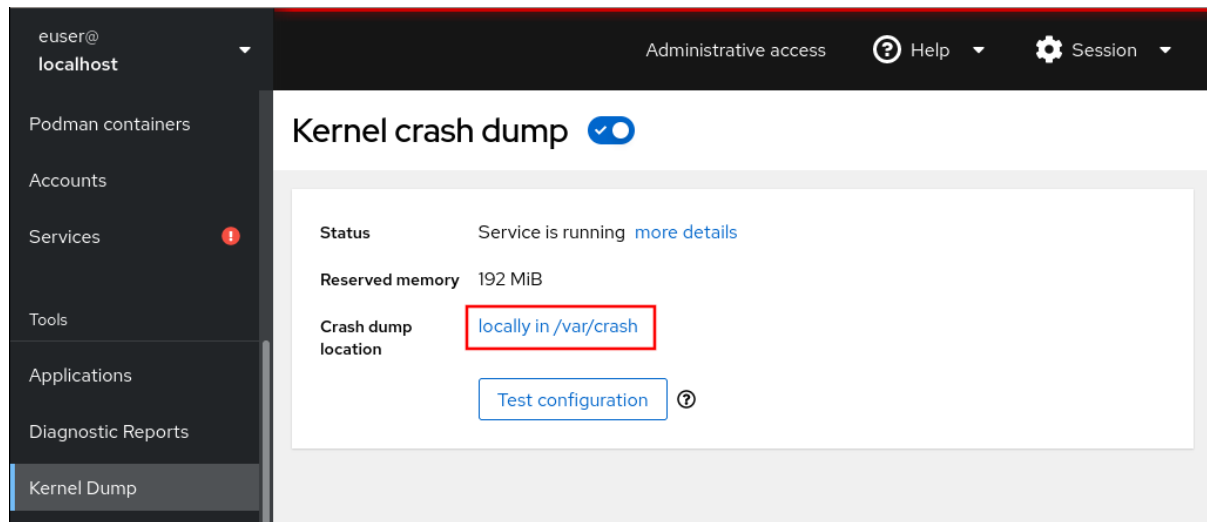 euser@
localhost
Administrative access
Help
Session
Podman containers
Accounts
Services
Tools
Applications
Diagnostic Reports
Kernel Dump
Kernel crash dump
Status
Service is running more details
Reserved memory
192 MiB
Crash dump
location
locally in /var/crash
Test configuration